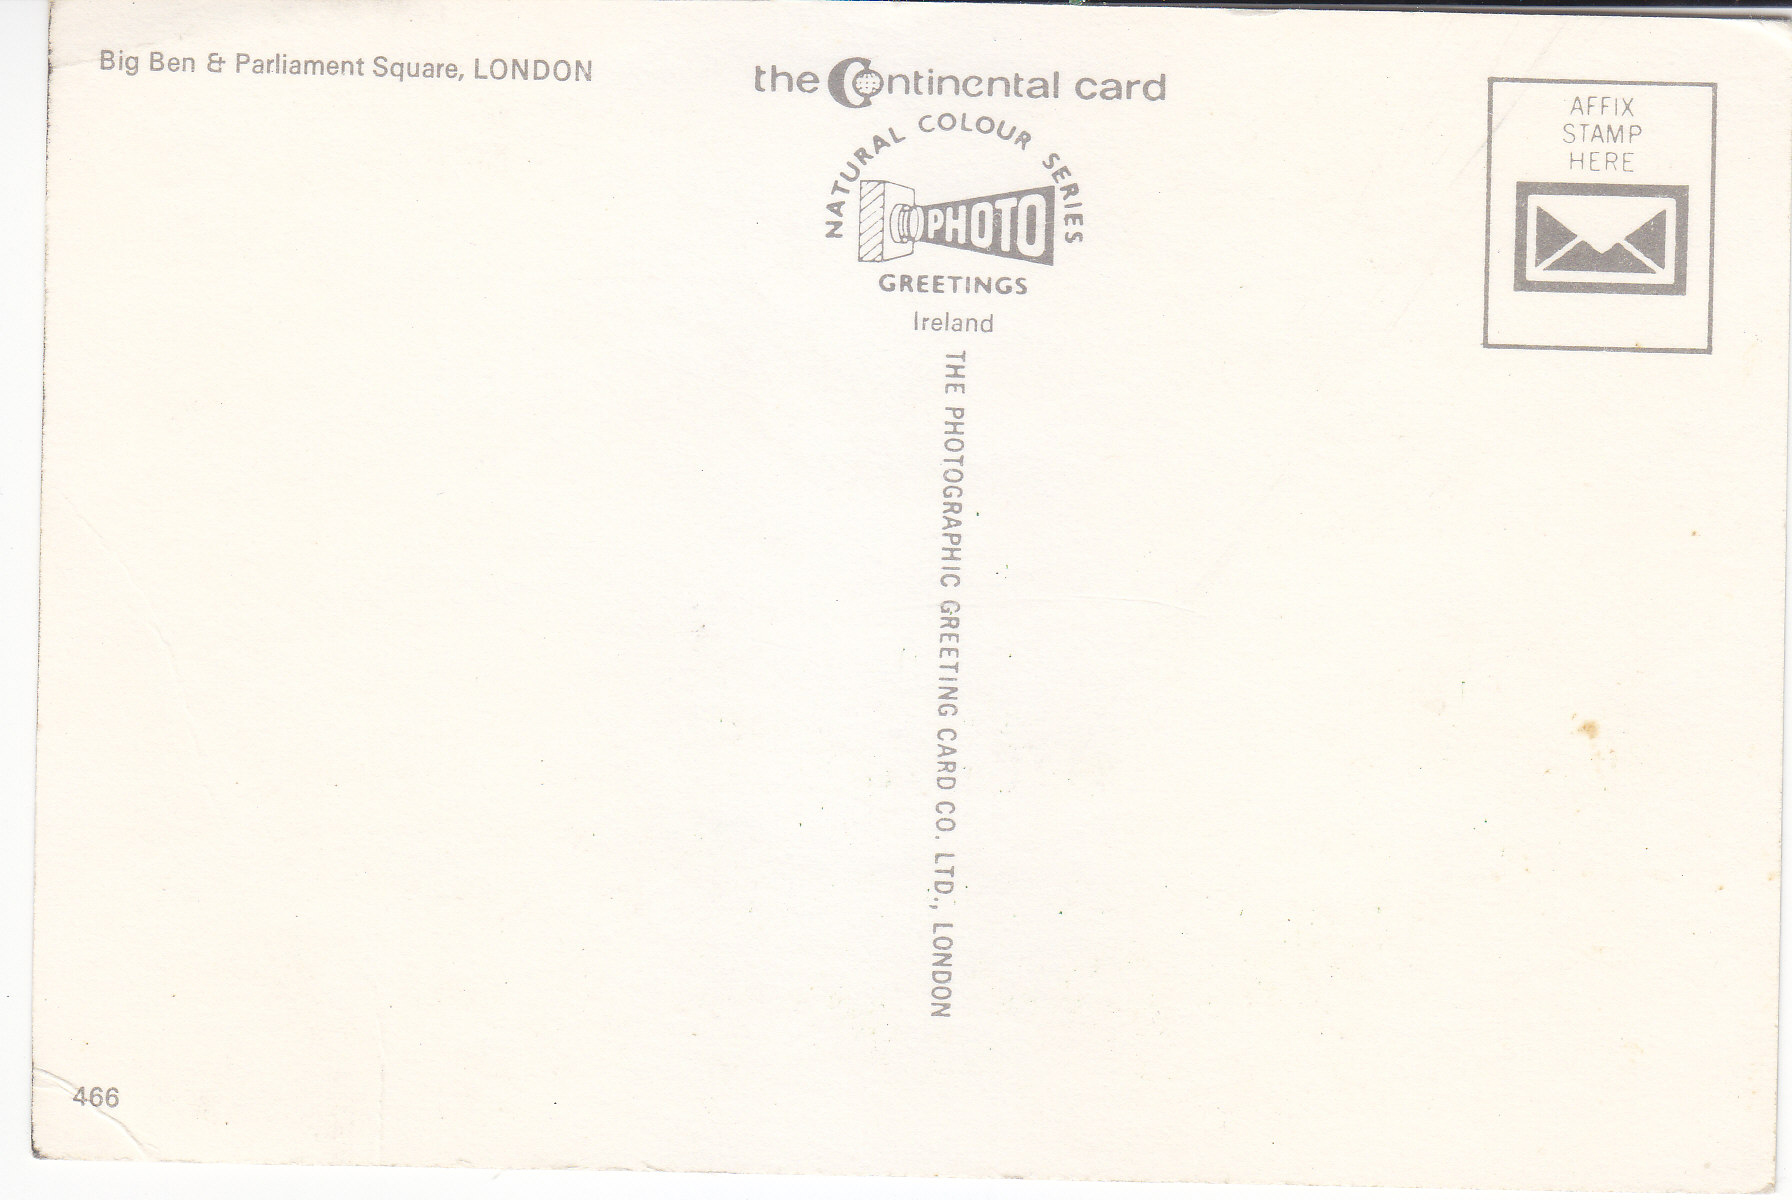 Big Ben & Parliament Square, LONDON
the Continental card
NATURAL COLOUR SERIES
PHOTO
GREETINGS
Ireland
THE PHOTOGRAPHIC GREETING CARD CO. LTD., LONDON
AFFIX
STAMP
HERE
466